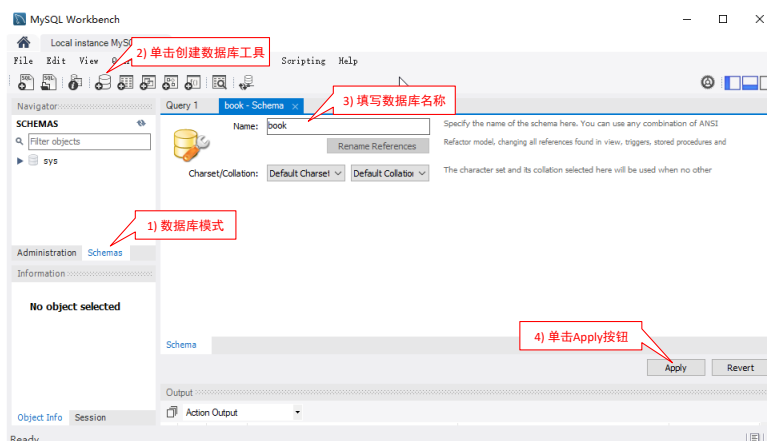 MySQL Workbench
Local instance MySQ
2) 单击创建数据库工具
File Edit View Scripting Help
Navigator
Query 1 book - Schema ×
3) 填写数据库名称
SCHEMAS
Name: book
Specify the name of the schema here. You can use any combination of ANSI
Filter objects
Rename References
Refactor model, changing all references found in view, triggers, stored procedures and
sys
Charset/Collation: Default Charset Default Collation
The character set and its collation selected here will be used when no other
1) 数据库模式
Administration Schemas
Information
No object selected
4) 单击Apply按钮
Schema
Apply Revert
Output
Action Output
Object Info Session
Ready